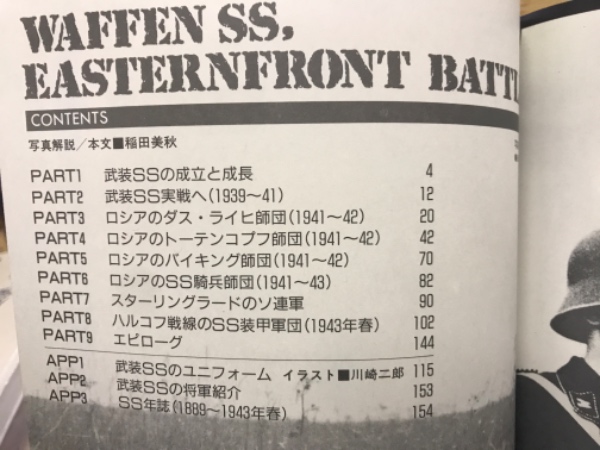 WAFFEN SS,
EASTERNFRONT BATTL
CONTENTS
写真解説／本文■稲田美秋
PART1 武装SSの成立と成長 4
PART2 武装SS実戦へ(1939〜41) 12
PART3 ロシアのダス・ライヒ師団(1941〜42) 20
PART4 ロシアのトーテンコプフ師団(1941〜42) 42
PART5 ロシアのバイキング師団(1941〜42) 70
PART6 ロシアのSS騎兵師団(1941〜43) 82
PART7 スターリングラードのソ連軍 90
PART8 ハルコフ戦線のSS装甲軍団(1943年春) 102
PART9 エピローグ 144
APP1 武装SSのユニフォーム イラスト■川崎二郎 115
APP2 武装SSの将軍紹介 153
APP3 SS年誌(1889〜1943年春) 154